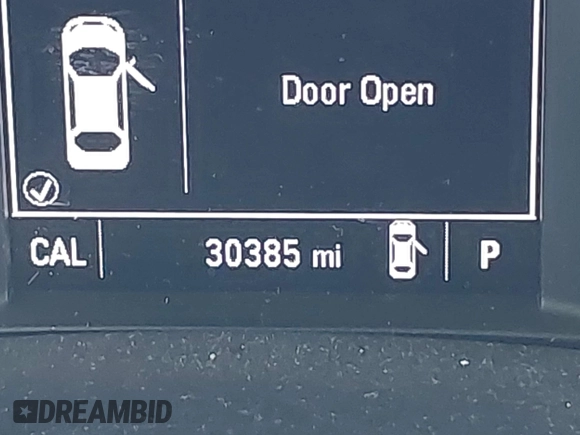 Door Open
CAL 30385 mi P
DREAMBID